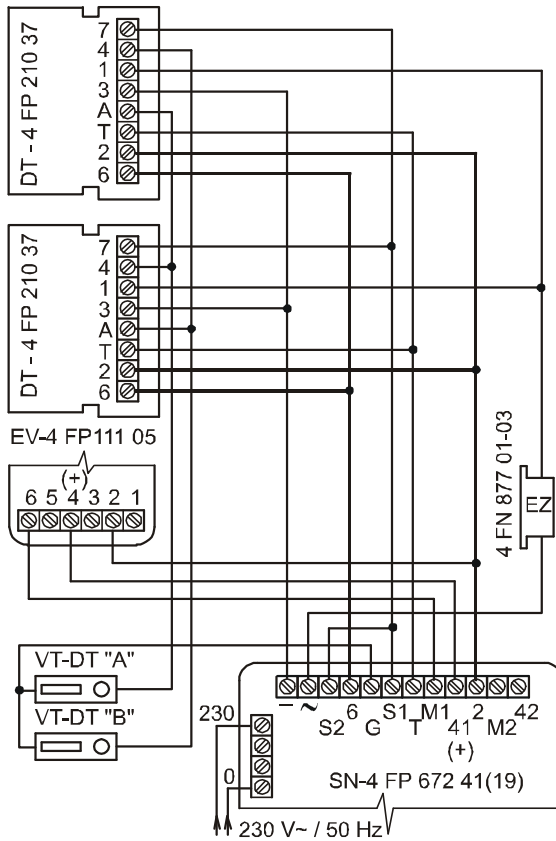 DT - 4 FP 210 37
7
4
1
3
A
T
2
6
DT - 4 FP 210 37
7
4
1
3
A
T
2
6
EV-4 FP111 05
(+)
6 5 4 3 2 1
4 FN 877 01-03
EZ
VT-DT "A"
VT-DT "B"
– ~ S2 6 G S1 T M1 41 2 M2 42
(+)
230
0
SN-4 FP 672 41(19)
230 V~ / 50 Hz